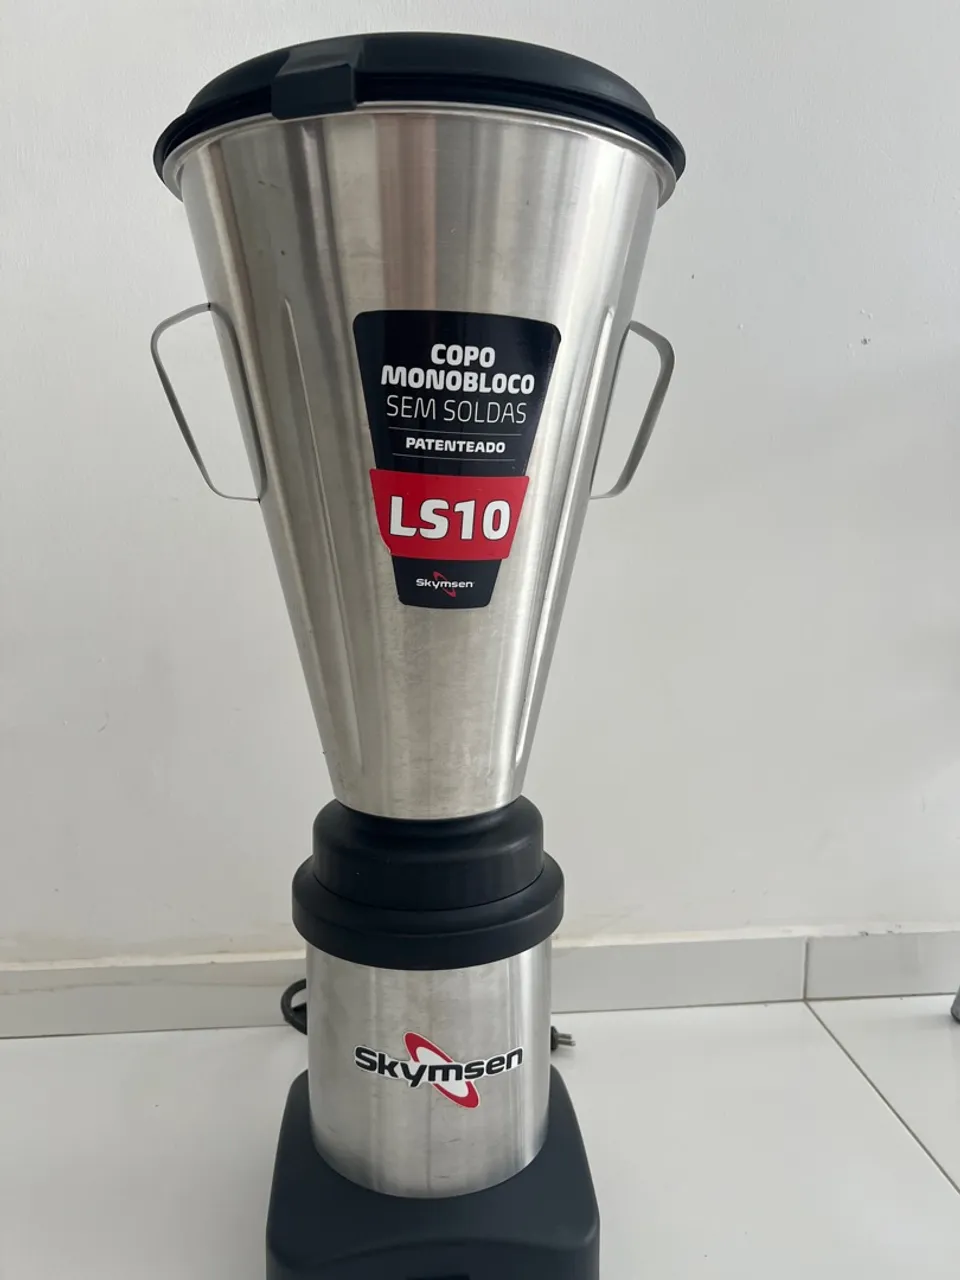 COPO
MONOBLOCO
SEM SOLDAS
PATENTEADO
LS10
Skymsen
Skymsen